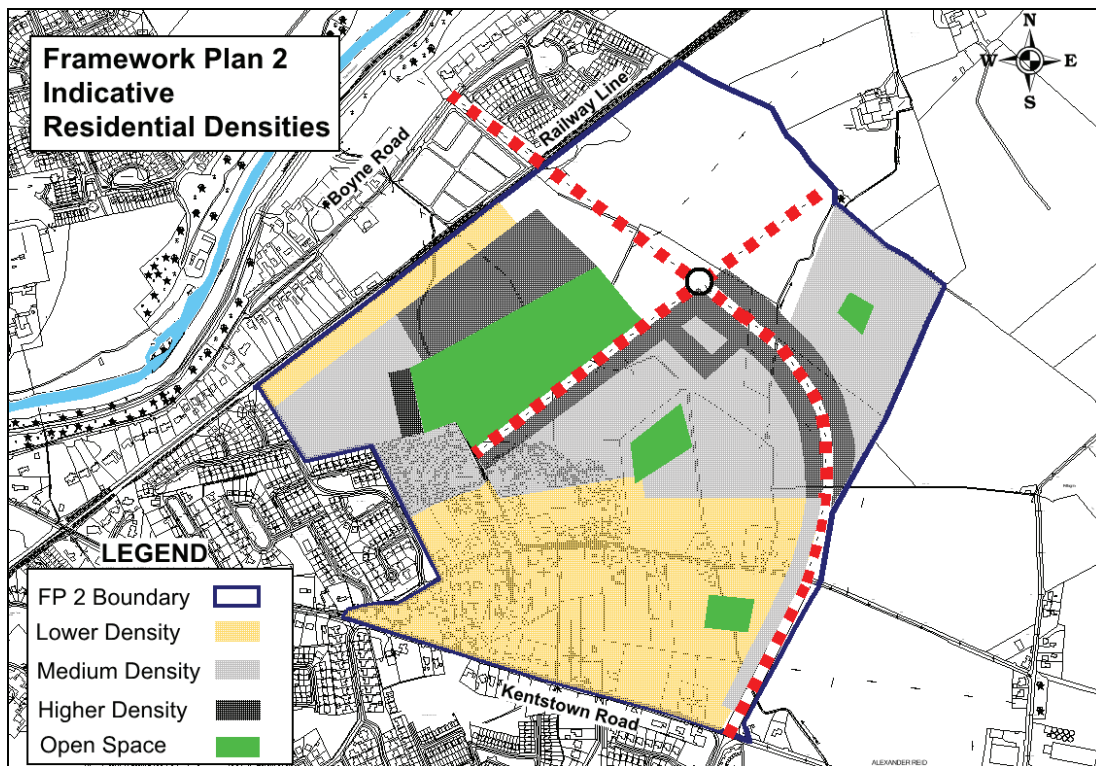 Framework Plan 2
Indicative
Residential Densities
N
W E
S
Railway Line
Boyne Road
LEGEND
FP 2 Boundary
Lower Density
Medium Density
Higher Density
Open Space
Kentstown Road
ALEXANDER REID